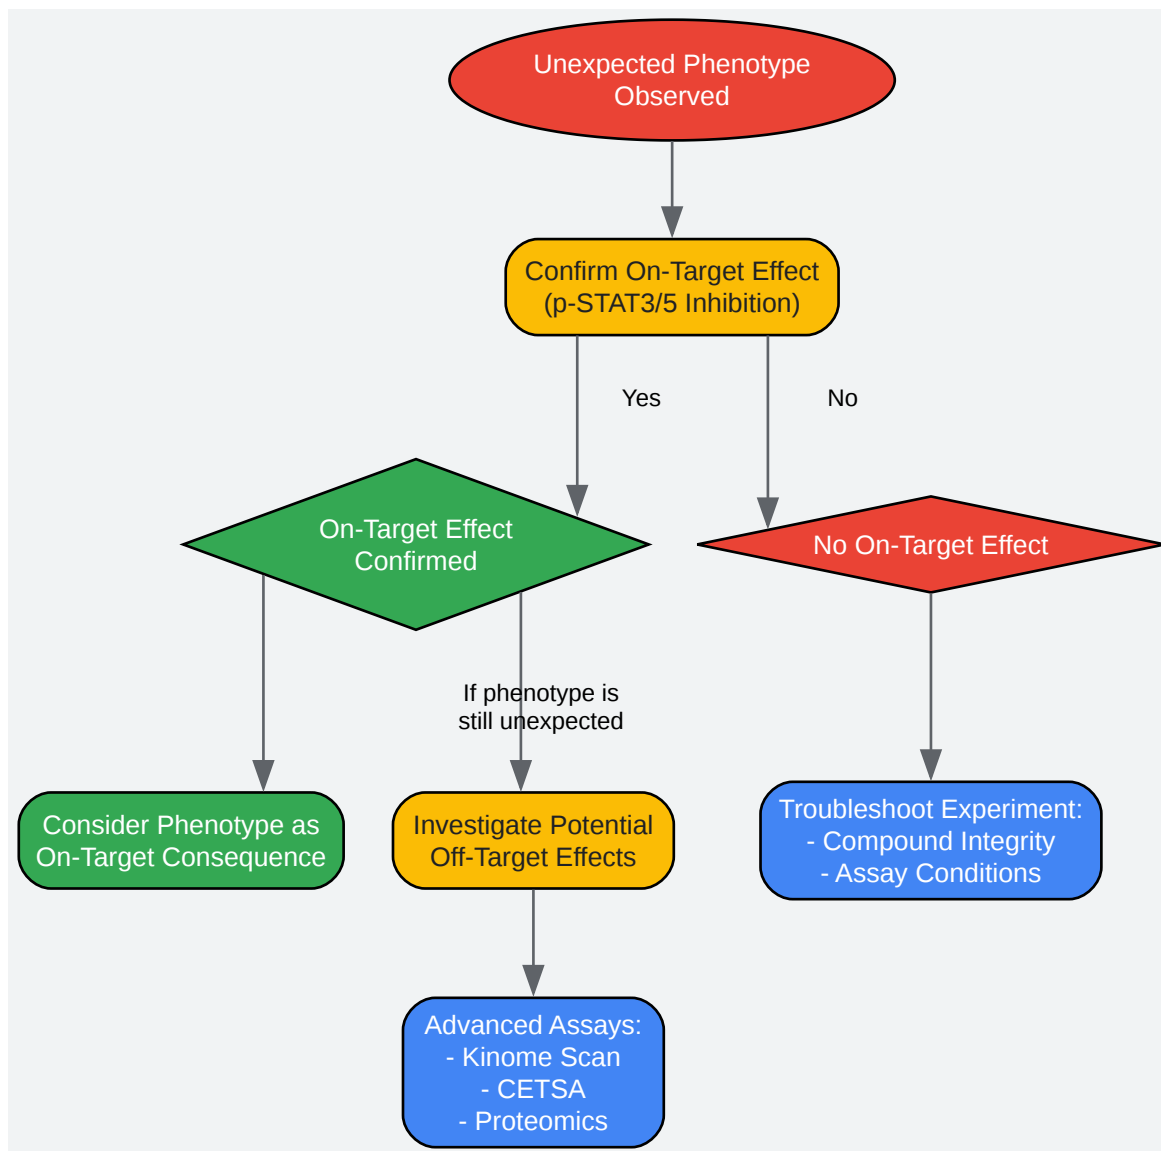 Unexpected Phenotype
Observed
Confirm On-Target Effect
(p-STAT3/5 Inhibition)
Yes
No
On-Target Effect
Confirmed
No On-Target Effect
If phenotype is
still unexpected
Consider Phenotype as
On-Target Consequence
Investigate Potential
Off-Target Effects
Troubleshoot Experiment:
- Compound Integrity
- Assay Conditions
Advanced Assays:
- Kinome Scan
- CETSA
- Proteomics